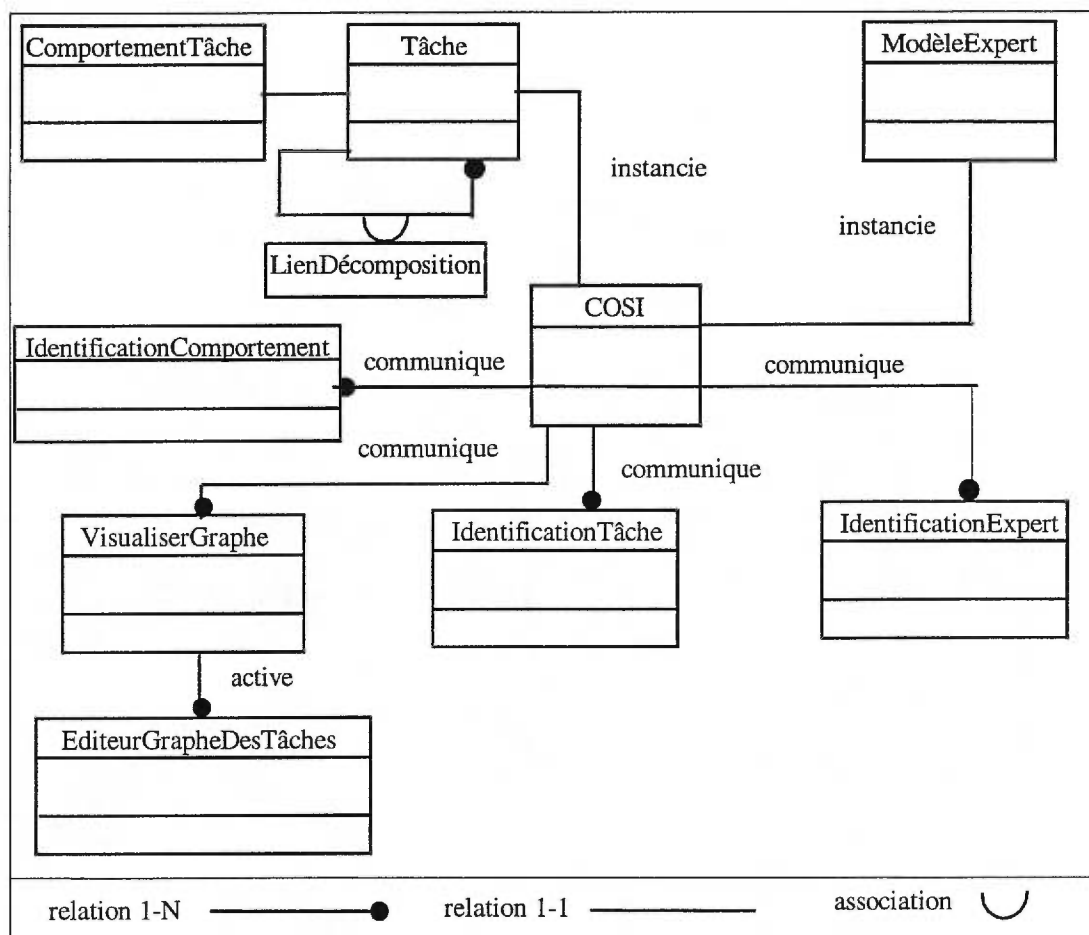 ComportementTâche
Tâche
ModèleExpert
instancie
instancie
LienDécomposition
COSI
IdentificationComportement
communique
communique
communique
communique
VisualiserGraphe
IdentificationTâche
IdentificationExpert
active
EditeurGrapheDesTâches
relation 1-N
relation 1-1
association